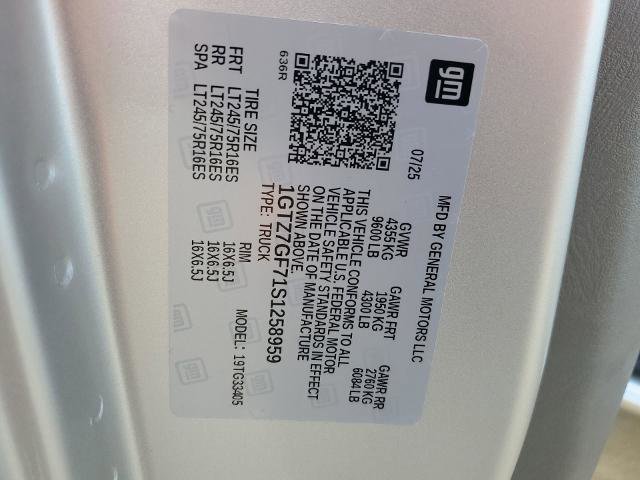 gm
MFD BY GENERAL MOTORS LLC
07/25
GVWR GAWR FRT GAWR RR
4355 KG 1950 KG 2760 KG
9600 LB 4300 LB 6084 LB
THIS VEHICLE CONFORMS TO ALL
APPLICABLE U.S. FEDERAL MOTOR
VEHICLE SAFETY STANDARDS IN EFFECT
ON THE DATE OF MANUFACTURE
SHOWN ABOVE.
1GTZ7GF71S1258959
636R
TYPE: TRUCK
MODEL: 19TG33405
TIRE SIZE RIM
FRT LT245/75R16ES 16X6.5J
RR LT245/75R16ES 16X6.5J
SPA LT245/75R16ES 16X6.5J